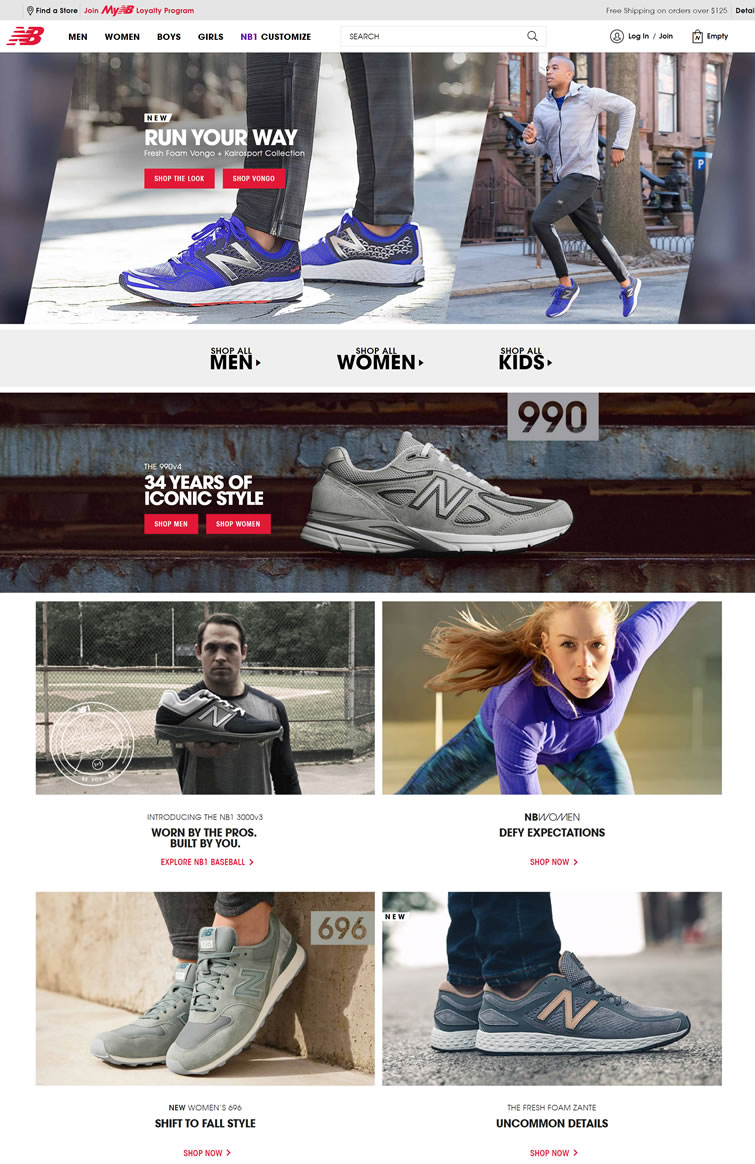 Find a Store Join MyNB Loyalty Program Free Shipping on orders over $125 Detai
NB MEN WOMEN BOYS GIRLS NB1 CUSTOMIZE SEARCH Log In / Join Empty
NEW
RUN YOUR WAY
Fresh Foam Vongo + Kairosport Collection
SHOP THE LOOK SHOP VONGO
P
SHOP ALL SHOP ALL SHOP ALL
MEN WOMEN KIDS
990
THE 990v4
34 YEARS OF
ICONIC STYLE
SHOP MEN SHOP WOMEN
INTRODUCING THE NB1 3000v3
WORN BY THE PROS.
BUILT BY YOU.
EXPLORE NB1 BASEBALL
NBWOMEN
DEFY EXPECTATIONS
SHOP NOW
696
NEW WOMEN'S 696
SHIFT TO FALL STYLE
SHOP NOW
NEW
THE FRESH FOAM ZANTE
UNCOMMON DETAILS
SHOP NOW